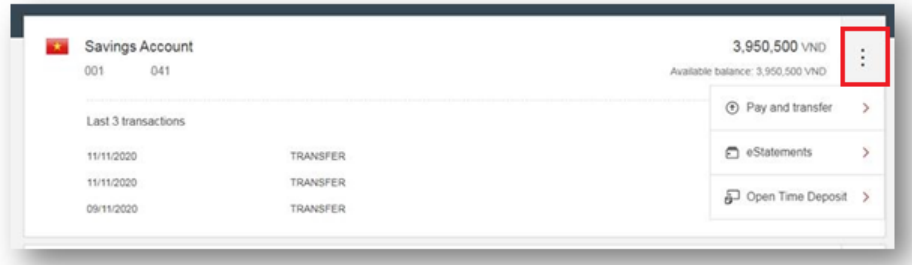 Savings Account 3,950,500 VND
001 041 Available balance: 3,950,500 VND
Pay and transfer
Last 3 transactions
11/11/2020 TRANSFER
eStatements
11/11/2020 TRANSFER
Open Time Deposit
09/11/2020 TRANSFER